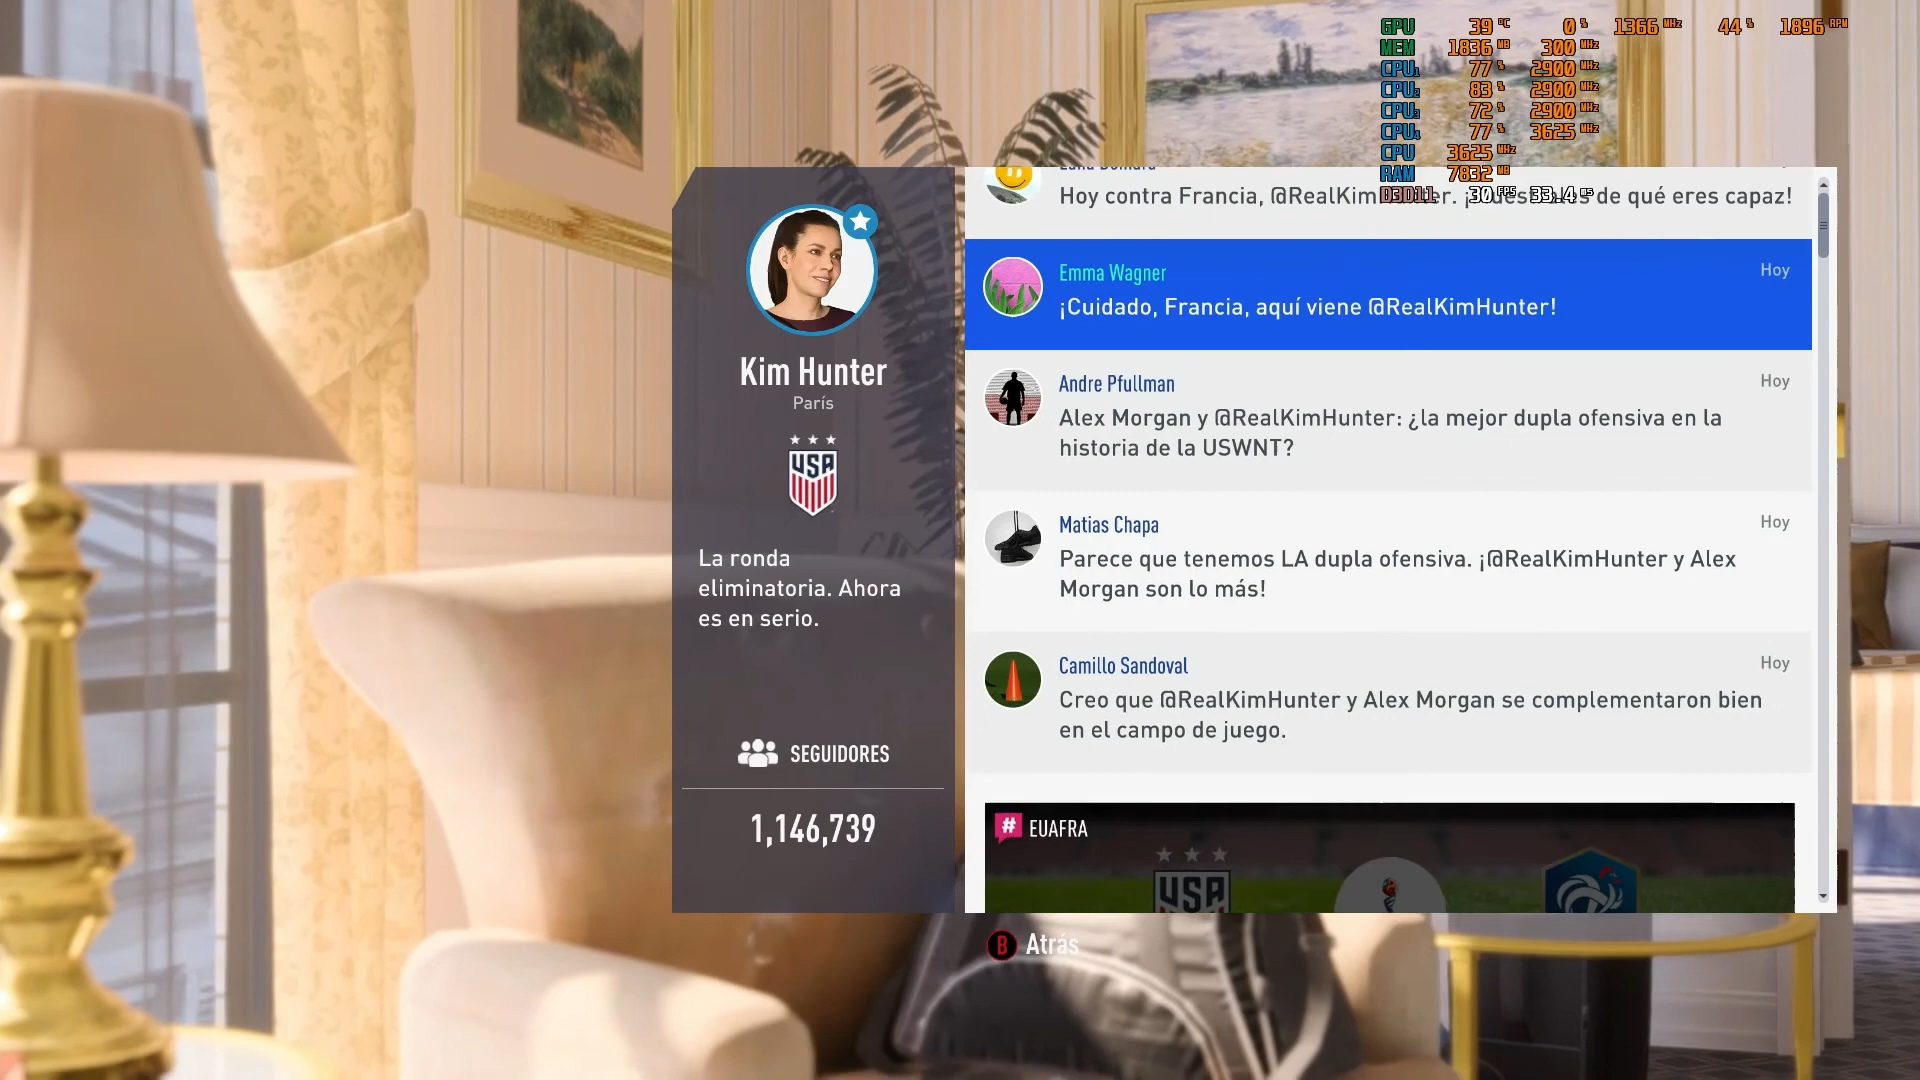 GPU 39 °C 0 % 1366 MHz 44 % 1896 RPM
MEM 1836 MB 300 MHz
CPU1 77 % 2900 MHz
CPU2 83 % 2900 MHz
CPU3 72 % 2900 MHz
CPU4 77 % 3625 MHz
CPU 3625 MHz
RAM 7832 MB
D3D11 30 FPS 33.4 ms
Kim Hunter
París
USA
La ronda
eliminatoria. Ahora
es en serio.
SEGUIDORES
1,146,739
Hoy contra Francia, de qué eres capaz!
Emma Wagner
Hoy
¡Cuidado, Francia, aquí viene @RealKimHunter!
Andre Pfullman
Hoy
Alex Morgan y @RealKimHunter: ¿la mejor dupla ofensiva en la
historia de la USWNT?
Matias Chapa
Hoy
Parece que tenemos LA dupla ofensiva. ¡@RealKimHunter y Alex
Morgan son lo más!
Camillo Sandoval
Hoy
Creo que @RealKimHunter y Alex Morgan se complementaron bien
en el campo de juego.
# EUAFRA
USA
B Atrás